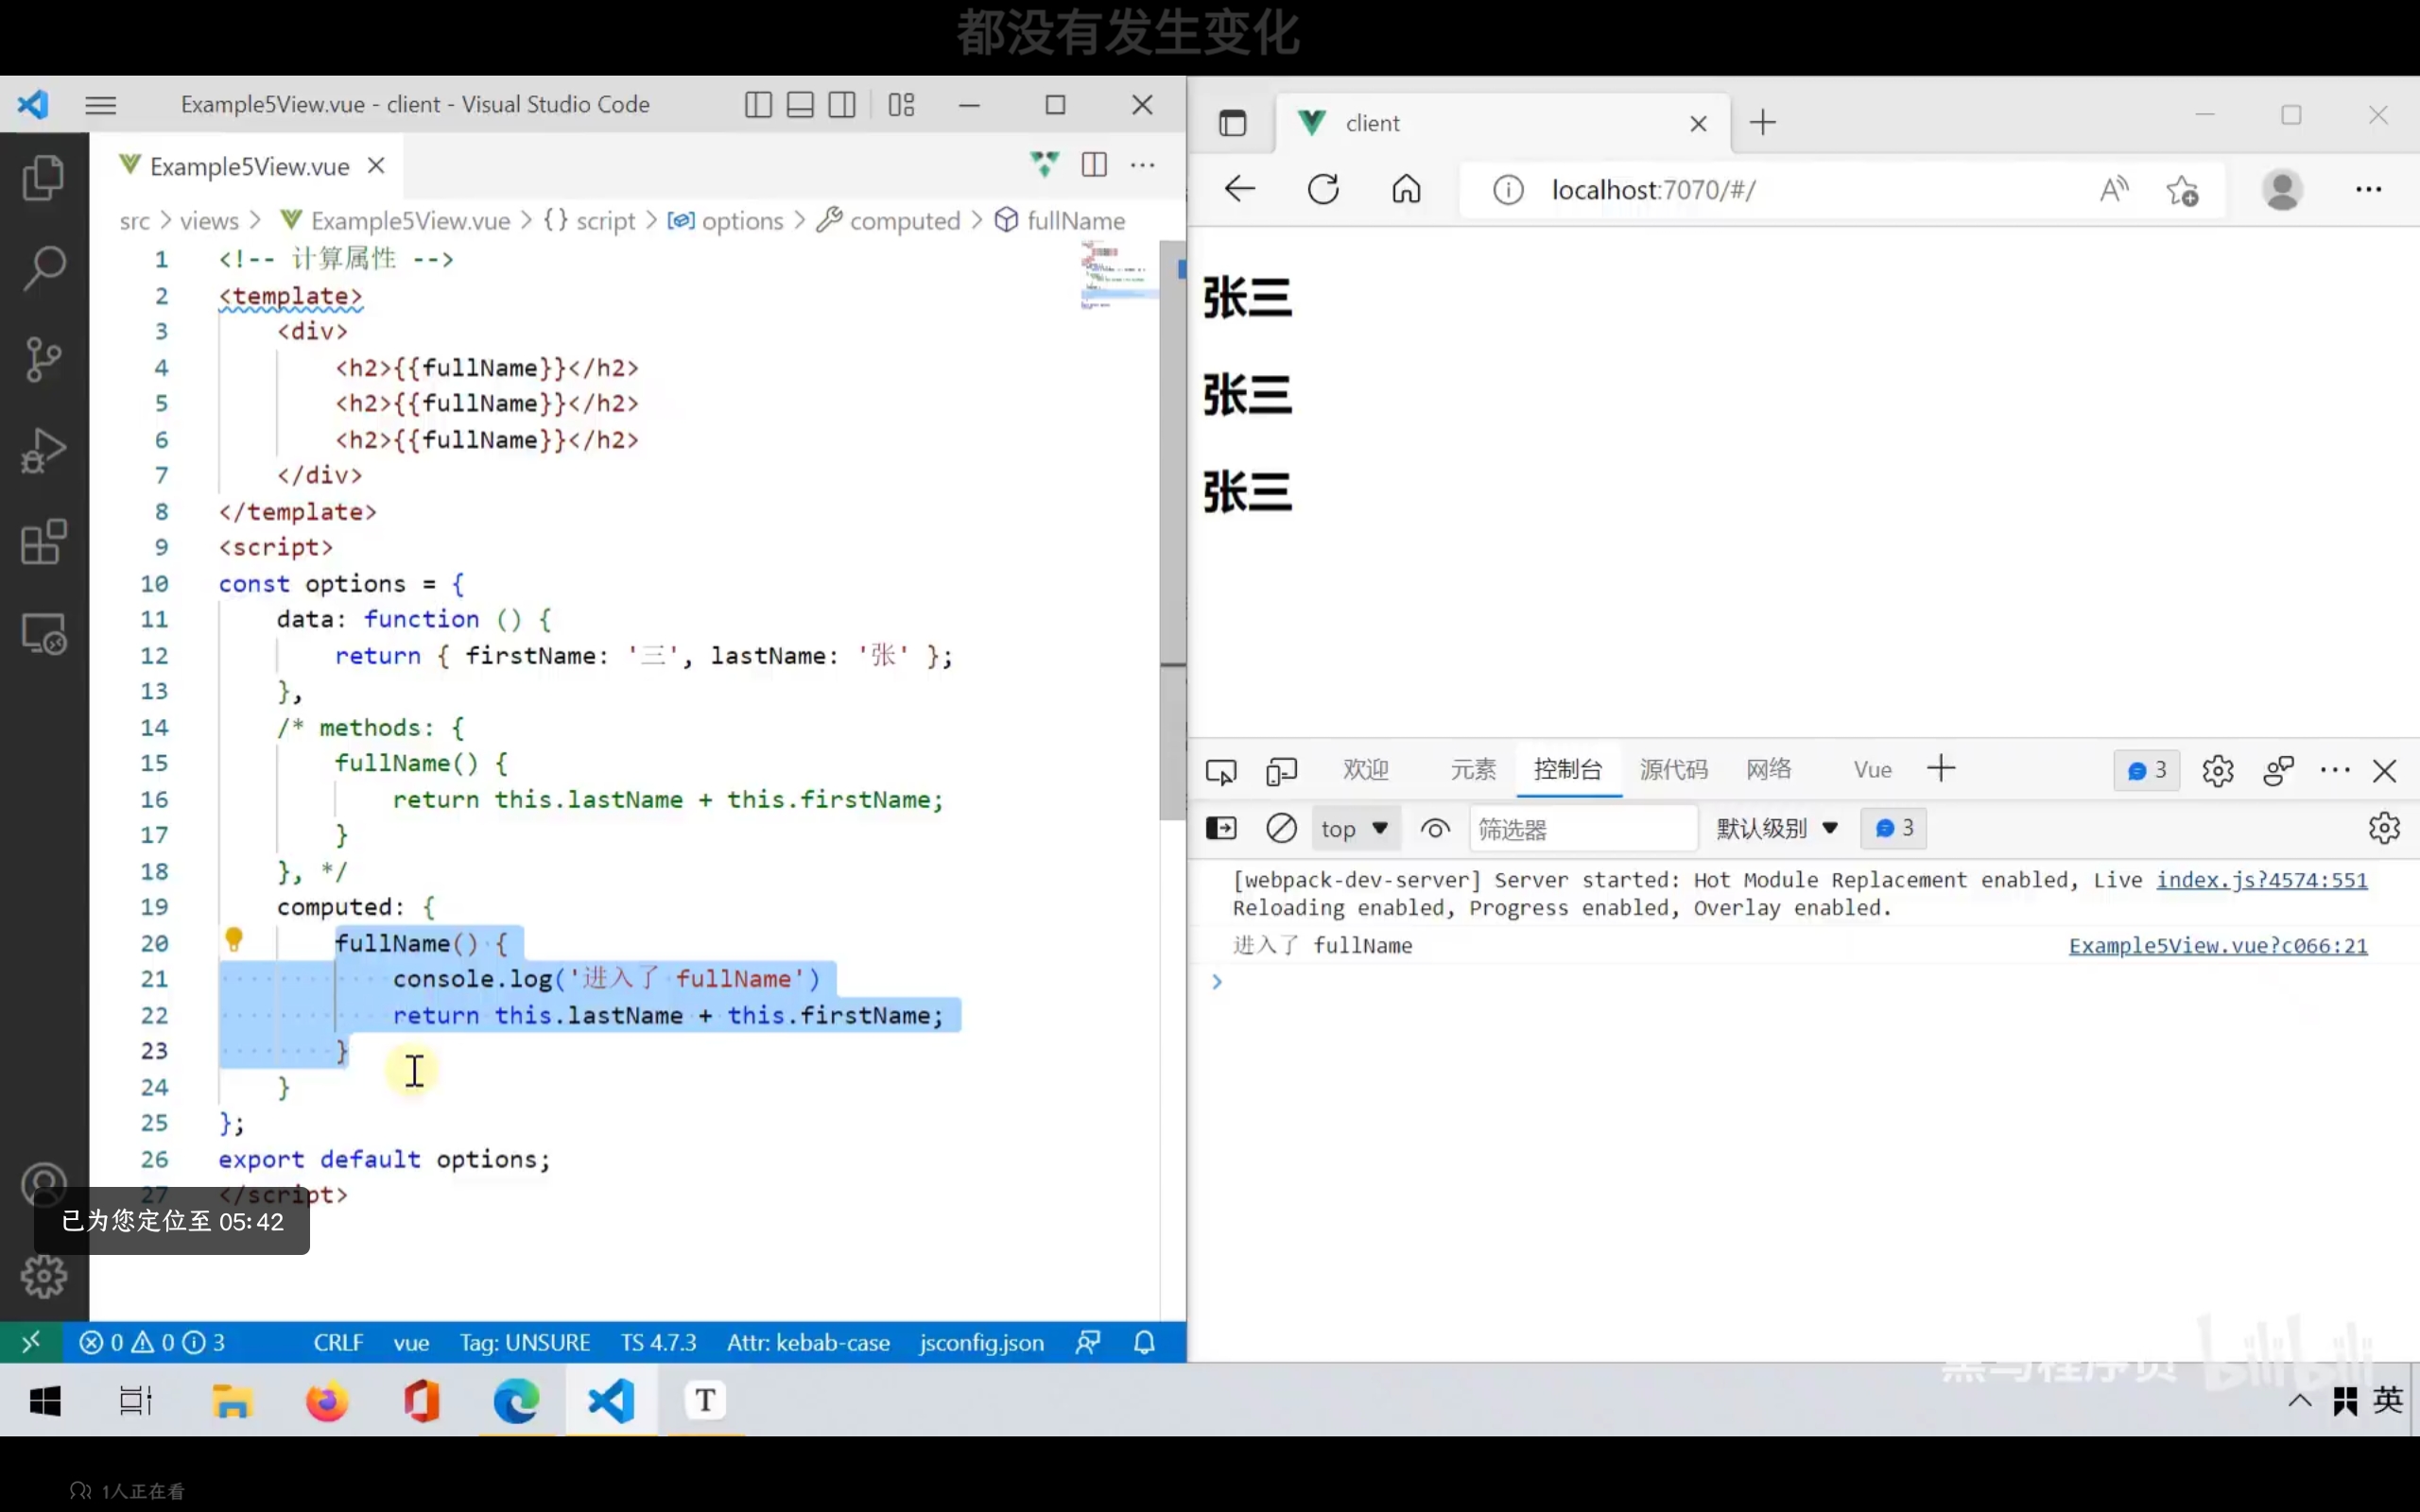 都没有发生变化
Example5View.vue - client - Visual Studio Code
Example5View.vue
src > views > Example5View.vue > {} script > options > computed > fullName
1 <!-- 计算属性 -->
2 <template>
3 <div>
4 <h2>{{fullName}}</h2>
5 <h2>{{fullName}}</h2>
6 <h2>{{fullName}}</h2>
7 </div>
8 </template>
9 <script>
10 const options = {
11 data: function () {
12 return { firstName: '三', lastName: '张' };
13 },
14 /* methods: {
15 fullName() {
16 return this.lastName + this.firstName;
17 }
18 }, */
19 computed: {
20 fullName() {
21 console.log('进入了 fullName')
22 return this.lastName + this.firstName;
23 }
24 }
25 };
26 export default options;
27 </script>
已为您定位至 05:42
0 0 3 CRLF vue Tag: UNSURE TS 4.7.3 Attr: kebab-case jsconfig.json
client
localhost:7070/#/
张三
张三
张三
欢迎 元素 控制台 源代码 网络 Vue 3
top 筛选器 默认级别 3
[webpack-dev-server] Server started: Hot Module Replacement enabled, Live index.js?4574:551
Reloading enabled, Progress enabled, Overlay enabled.
进入了 fullName Example5View.vue?c066:21
黑马程序员 bilibili
T
英
1人正在看